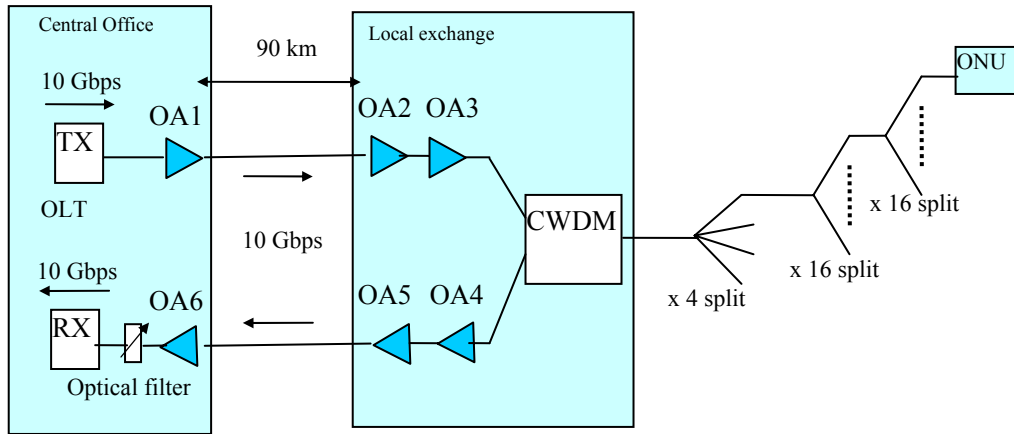 Central Office
Local exchange
90 km
ONU
10 Gbps
OA1
OA2
OA3
TX
OLT
x 16 split
10 Gbps
CWDM
x 16 split
x 4 split
10 Gbps
OA6
OA5
OA4
RX
Optical filter